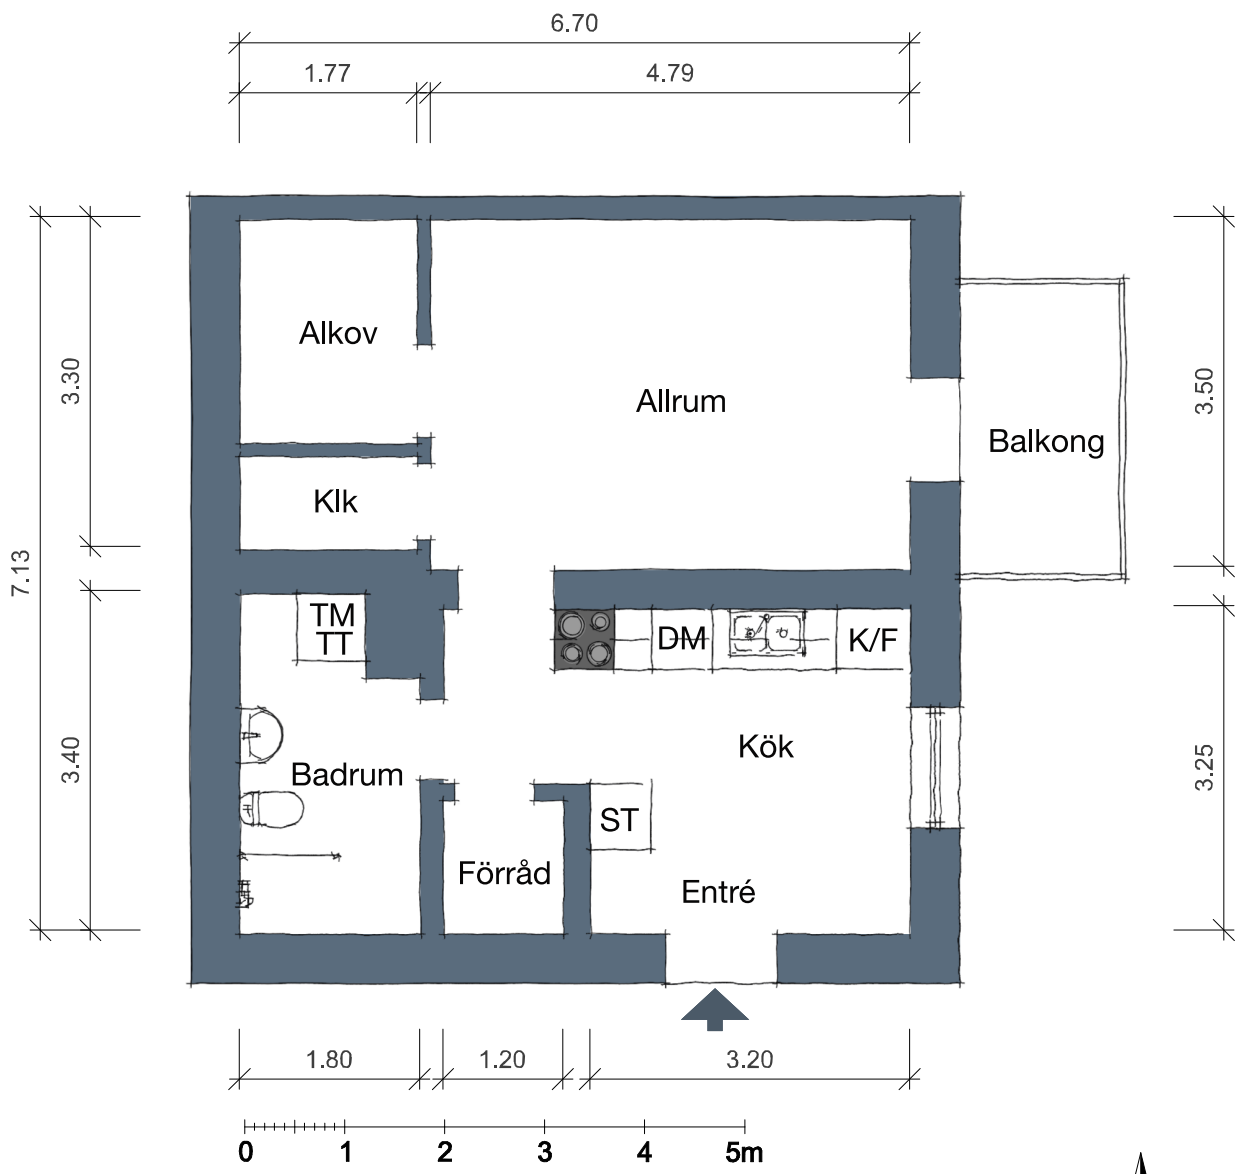 6.70
1.77
4.79
Alkov
Allrum
Balkong
Klk
3.30
3.50
7.13
TM
TT
DM
K/F
Kök
Badrum
3.40
3.25
ST
Förråd
Entré
1.80
1.20
3.20
0 1 2 3 4 5m